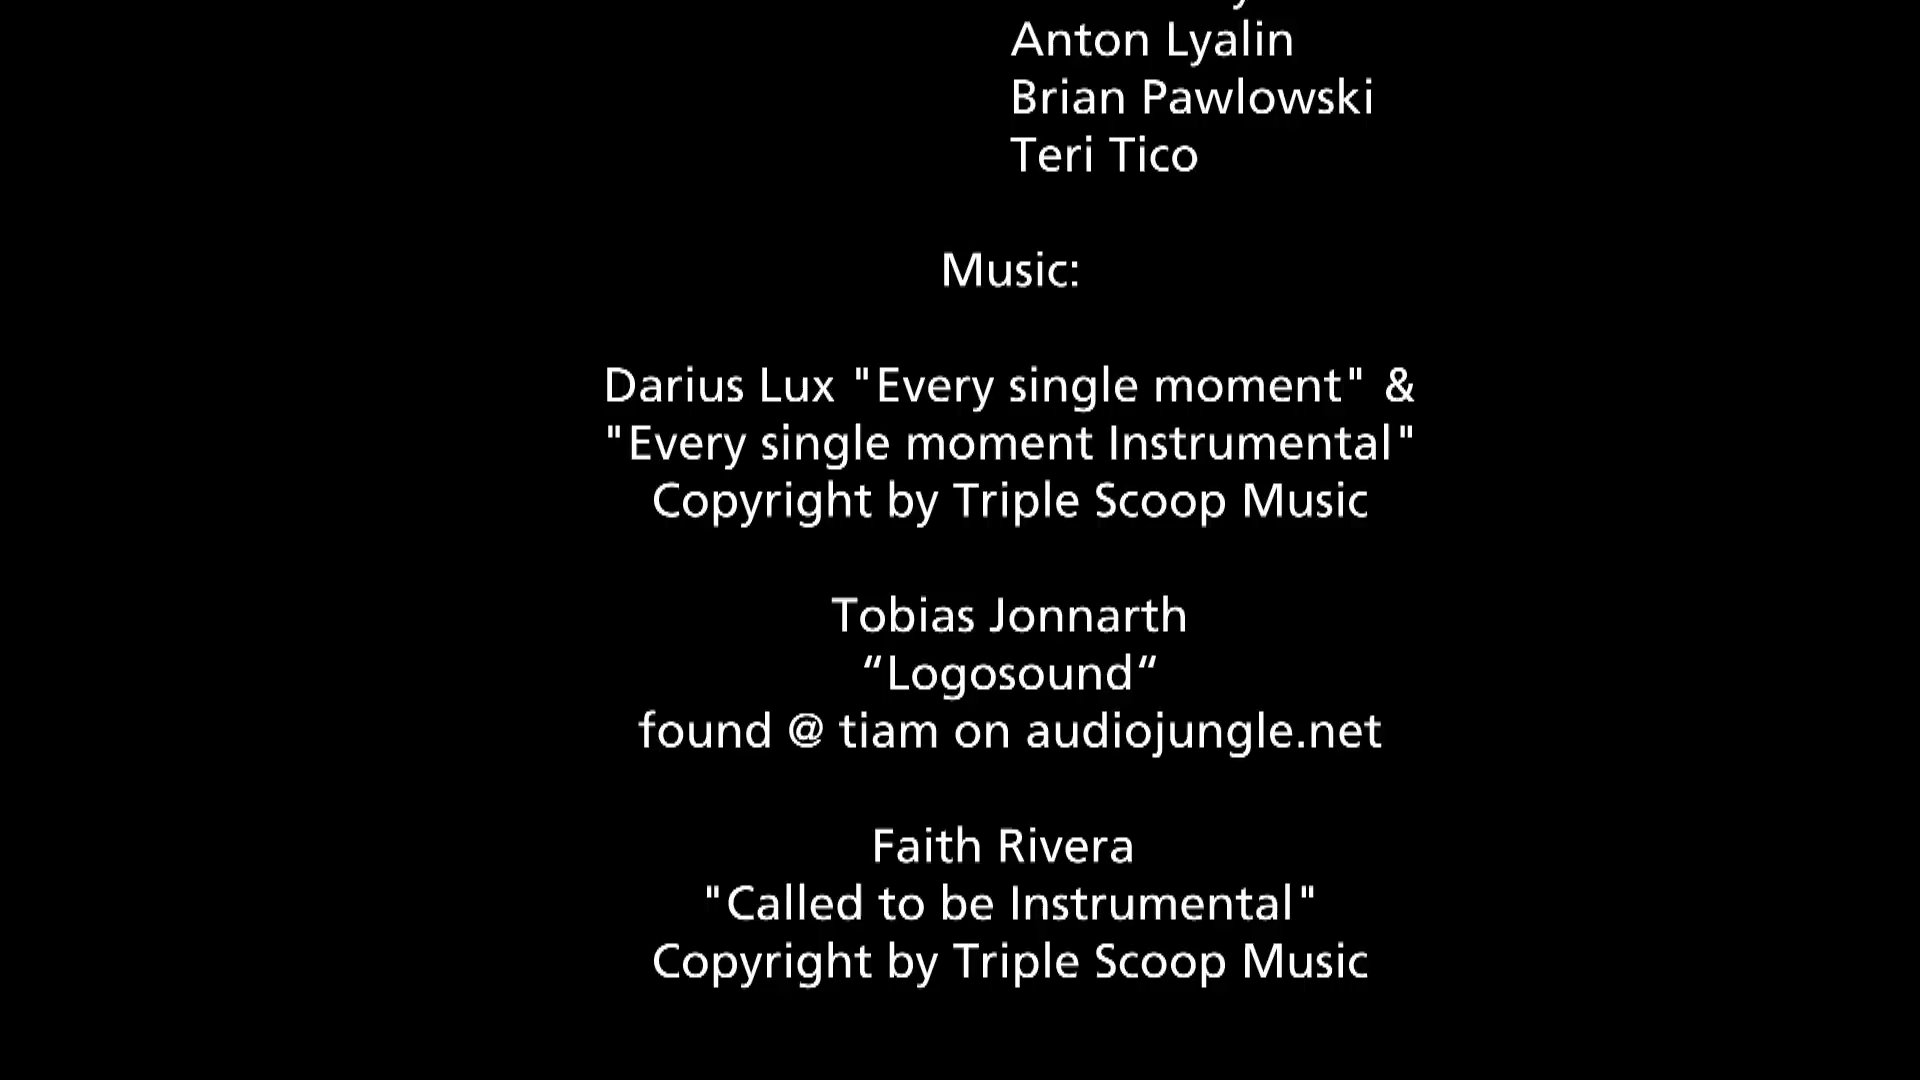 Anton Lyalin
Brian Pawlowski
Teri Tico
Music:
Darius Lux "Every single moment" &
"Every single moment Instrumental"
Copyright by Triple Scoop Music
Tobias Jonnarth
“Logosound“
found @ tiam on audiojungle.net
Faith Rivera
"Called to be Instrumental"
Copyright by Triple Scoop Music